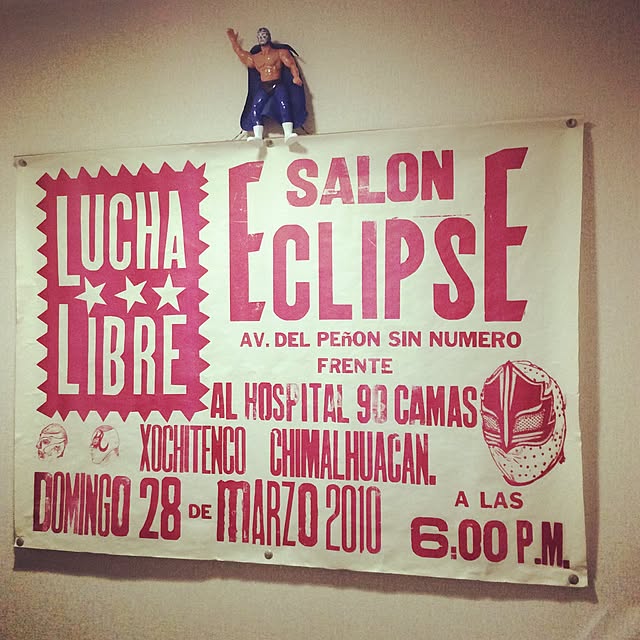 LUCHA
LIBRE
SALON
ECLIPSE
AV. DEL PEñON SIN NUMERO
FRENTE
AL HOSPITAL 90 CAMAS
XOCHITENCO CHIMALHUACAN.
DOMINGO 28 DE MARZO 2010
A LAS
6:00 P.M.